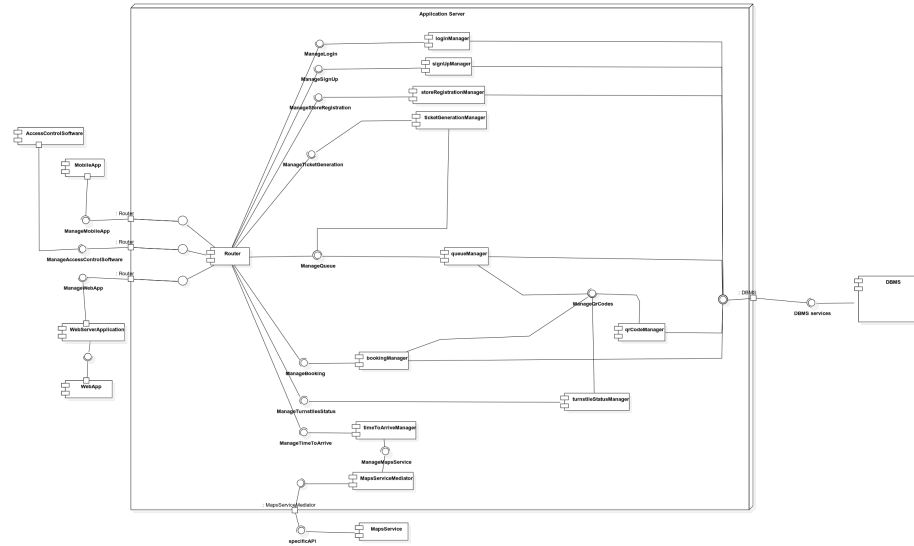 Application Server
loginManager
ManageLogin
signUpManager
ManageSignUp
storeRegistrationManager
ManageStoreRegistration
ticketGenerationManager
AccessControlSoftware
MobileApp
ManageTicketGeneration
: Router
ManageMobileApp
: Router
Router
queueManager
ManageAccessControlSoftware
ManageQueue
: Router
ManageWebApp
DBMS
: DBMS
ManageQrCodes
DBMS services
WebServerApplication
qrCodeManager
bookingManager
ManageBooking
WebApp
turnstileStatusManager
ManageTurnstilesStatus
timeToArriveManager
ManageTimeToArrive
ManageMapsService
MapsServiceMediator
: MapsServiceMediator
MapsService
specificAPi